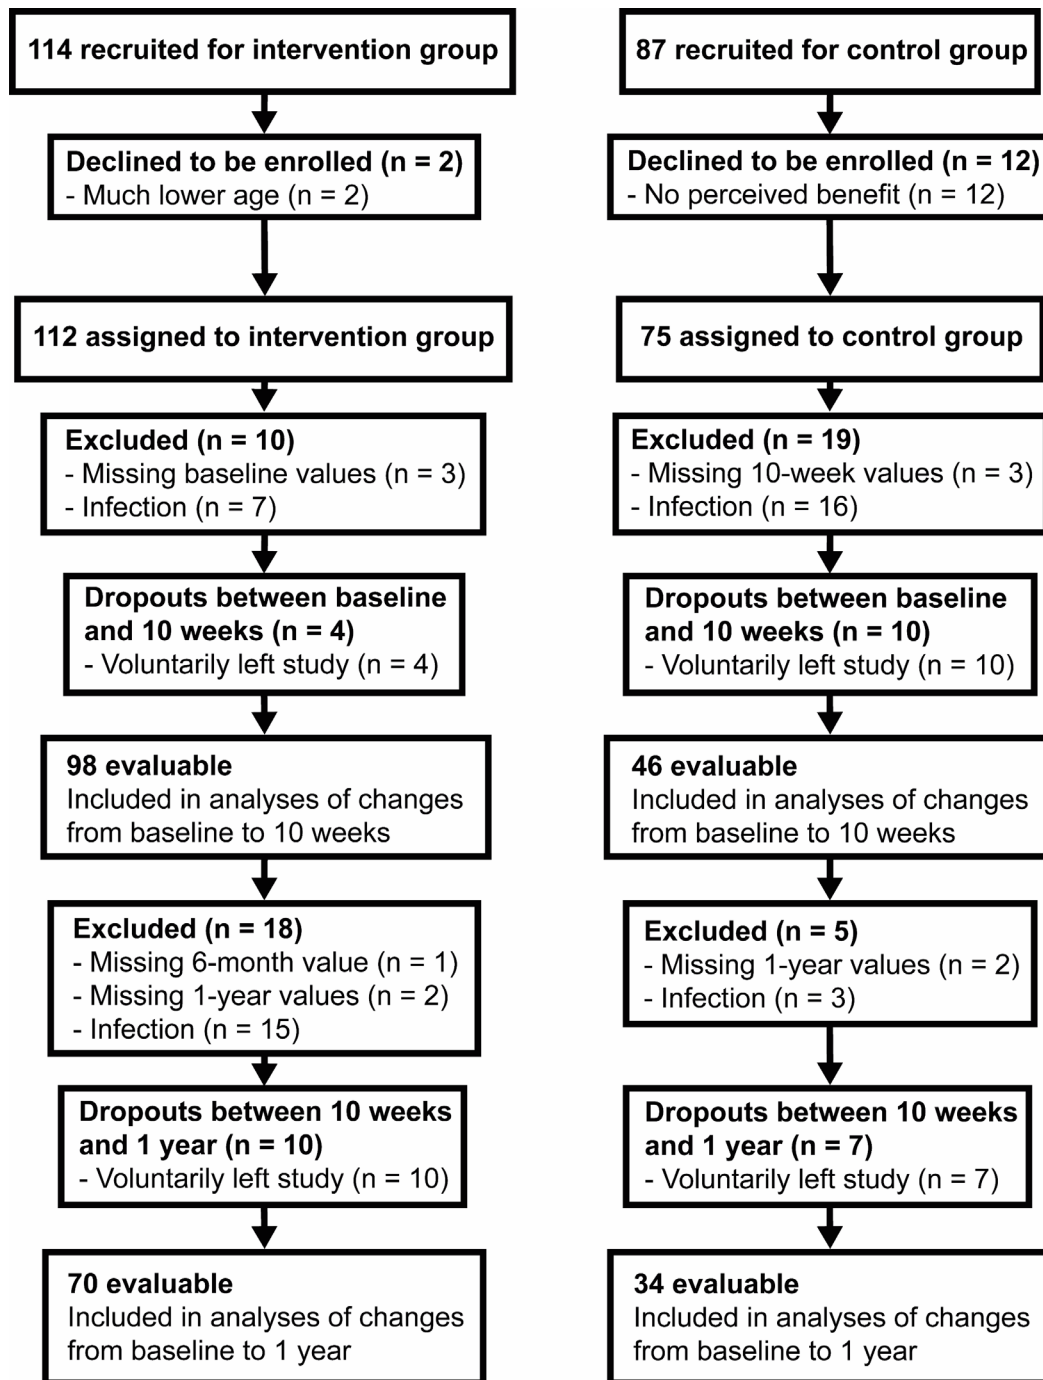 114 recruited for intervention group
Declined to be enrolled (n = 2)
- Much lower age (n = 2)
112 assigned to intervention group
Excluded (n = 10)
- Missing baseline values (n = 3)
- Infection (n = 7)
Dropouts between baseline
and 10 weeks (n = 4)
- Voluntarily left study (n = 4)
98 evaluable
Included in analyses of changes
from baseline to 10 weeks
Excluded (n = 18)
- Missing 6-month value (n = 1)
- Missing 1-year values (n = 2)
- Infection (n = 15)
Dropouts between 10 weeks
and 1 year (n = 10)
- Voluntarily left study (n = 10)
70 evaluable
Included in analyses of changes
from baseline to 1 year
87 recruited for control group
Declined to be enrolled (n = 12)
- No perceived benefit (n = 12)
75 assigned to control group
Excluded (n = 19)
- Missing 10-week values (n = 3)
- Infection (n = 16)
Dropouts between baseline
and 10 weeks (n = 10)
- Voluntarily left study (n = 10)
46 evaluable
Included in analyses of changes
from baseline to 10 weeks
Excluded (n = 5)
- Missing 1-year values (n = 2)
- Infection (n = 3)
Dropouts between 10 weeks
and 1 year (n = 7)
- Voluntarily left study (n = 7)
34 evaluable
Included in analyses of changes
from baseline to 1 year